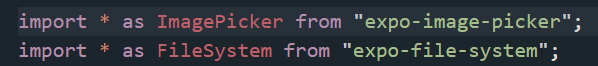 import * as ImagePicker from "expo-image-picker";
import * as FileSystem from "expo-file-system";